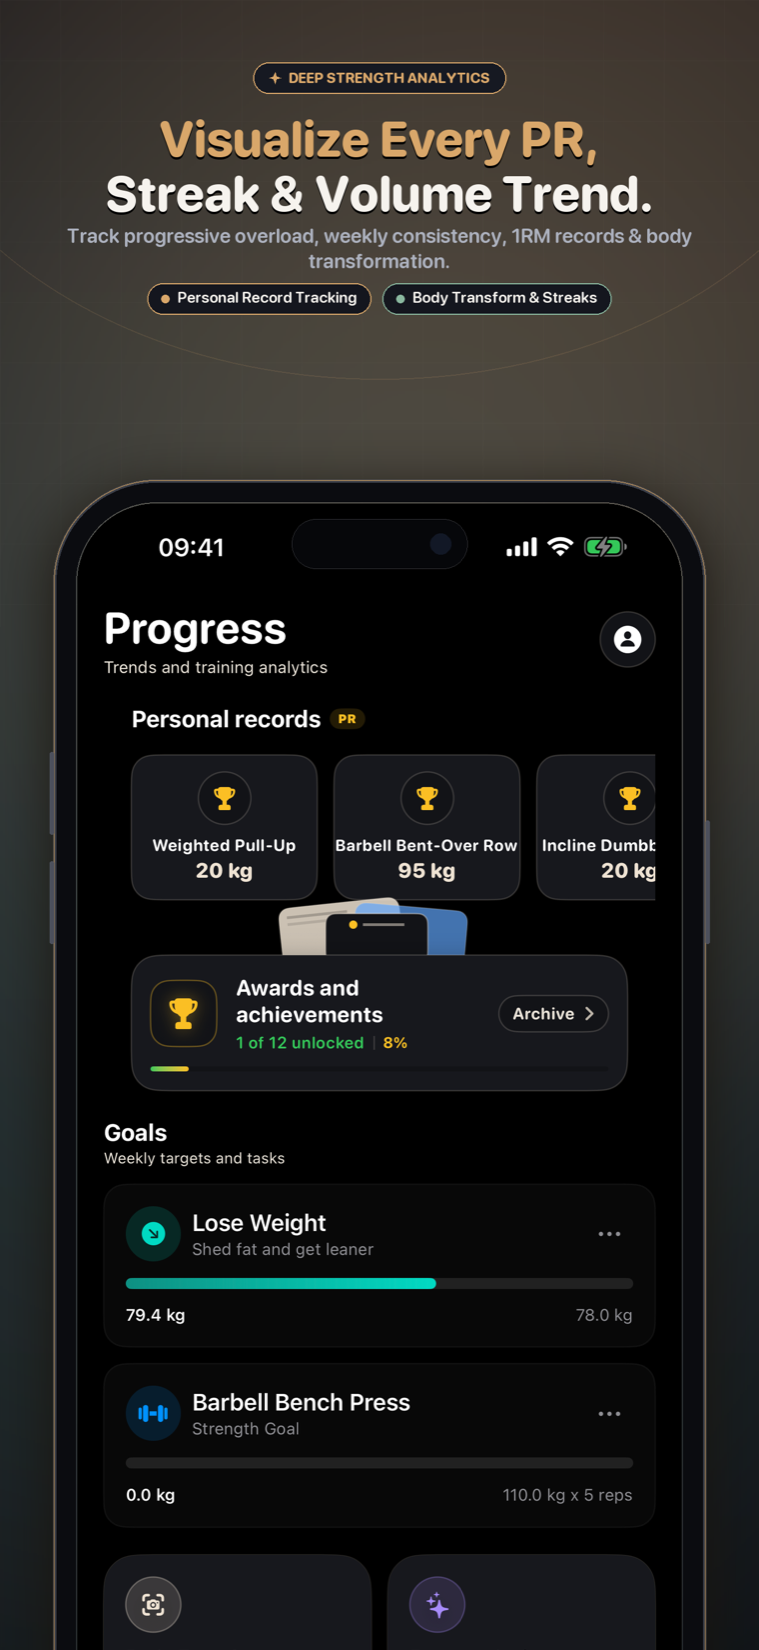 DEEP STRENGTH ANALYTICS
Visualize Every PR,
Streak & Volume Trend.
Track progressive overload, weekly consistency, 1RM records & body
transformation.
Personal Record Tracking
Body Transform & Streaks
09:41
Progress
Trends and training analytics
Personal records PR
Weighted Pull-Up
20 kg
Barbell Bent-Over Row
95 kg
Incline Dumbb
20 kg
Awards and
achievements
1 of 12 unlocked | 8%
Archive
Goals
Weekly targets and tasks
Lose Weight
Shed fat and get leaner
79.4 kg
78.0 kg
Barbell Bench Press
Strength Goal
0.0 kg
110.0 kg x 5 reps